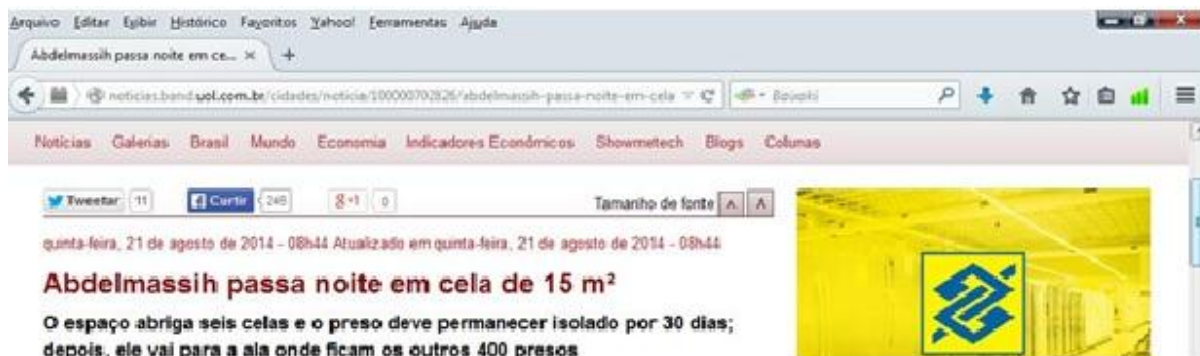 Arquivo Editar Exibir Histórico Favoritos Yahoo! Ferramentas Ajuda
Abdelmassih passa noite em ce... × +
noticias.band.uol.com.br/cidades/noticia/100000702826/abdelmassih-passa-noite-em-cela
Notícias Galerias Brasil Mundo Economia Indicadores Econômicos Showmetech Blogs Colunas
Tweetar 11 Curtir 8+1 0 Tamanho de fonte A A
quinta-feira, 21 de agosto de 2014 - 08h44 Atualizado em quinta-feira, 21 de agosto de 2014 - 08h44
Abdelmassih passa noite em cela de 15 m²
O espaço abriga seis celas e o preso deve permanecer isolado por 30 dias;
depois, ele vai para a ala onde ficam os outros 400 presos